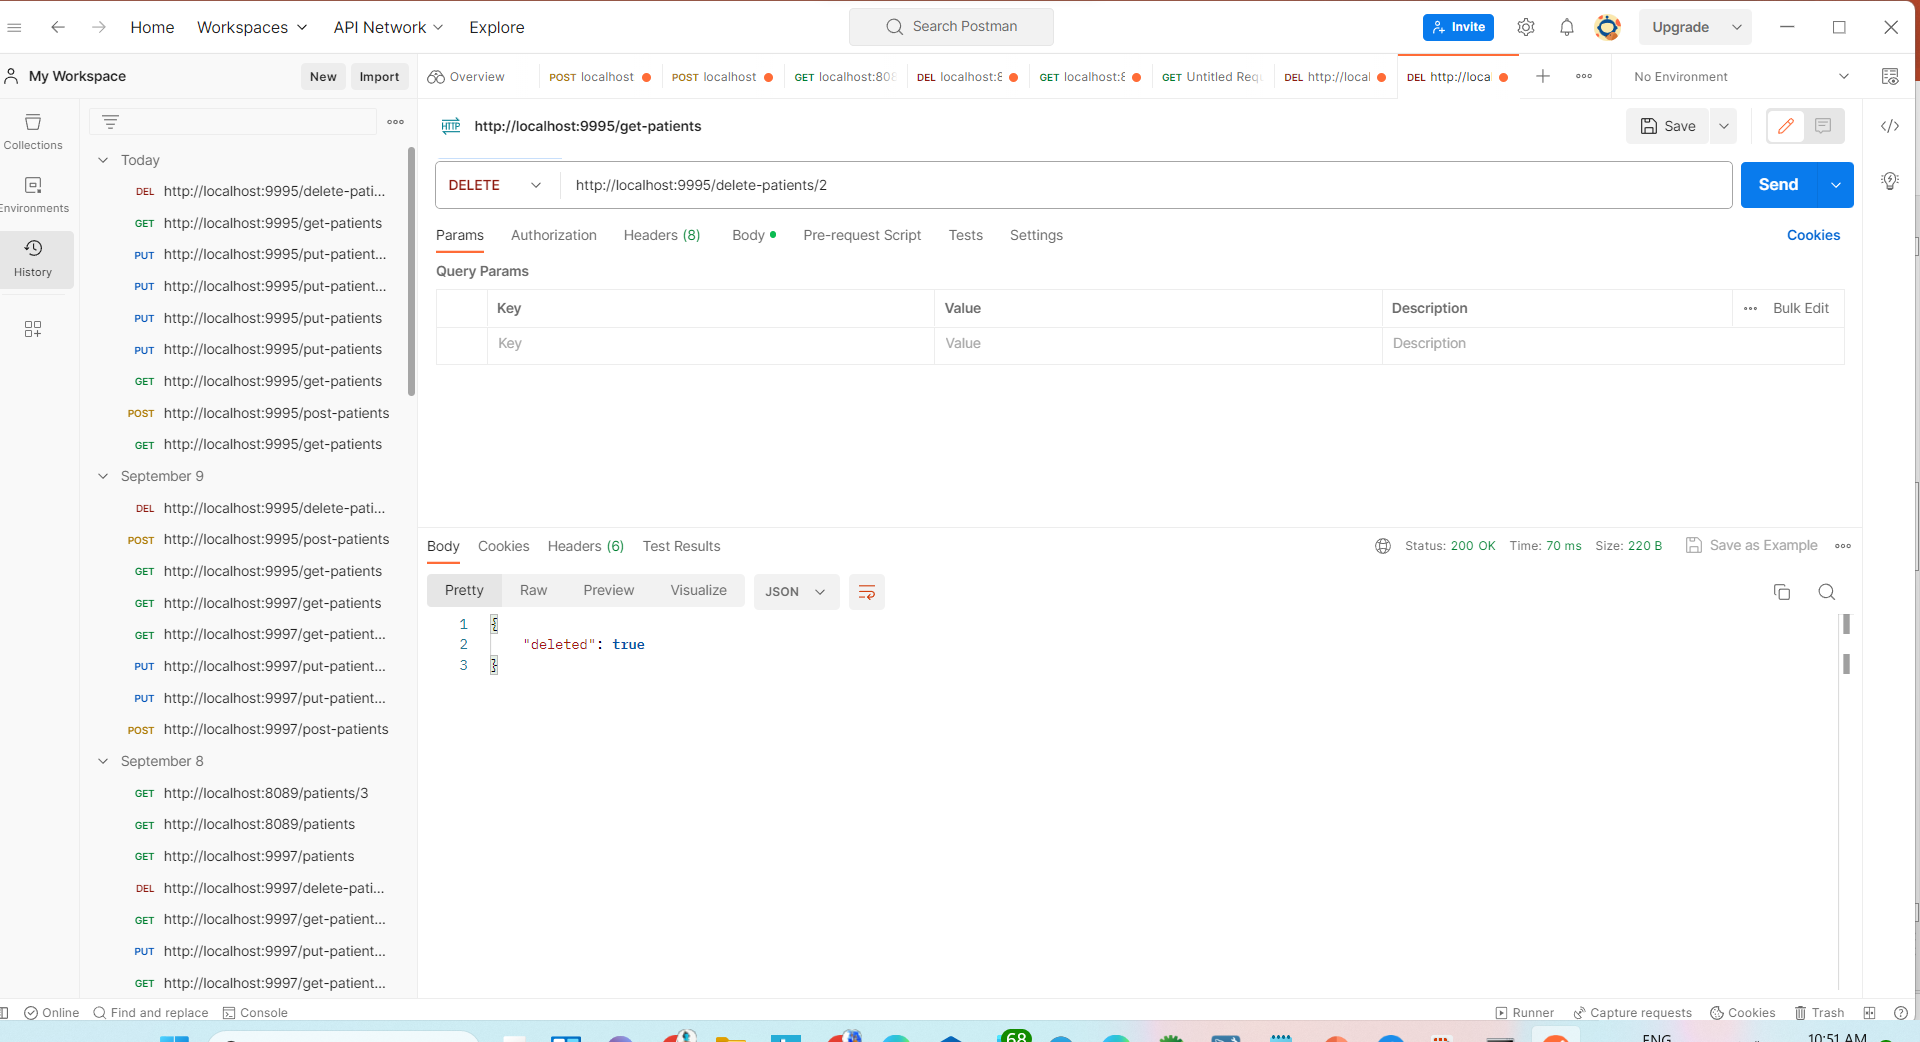 Home
Workspaces
API Network
Explore
Search Postman
Invite
Upgrade
My Workspace
New
Import
Overview
POST localhost
POST localhost
GET localhost:808
DEL localhost:8
GET localhost:8
GET Untitled Requ
DEL http://local
DEL http://local
No Environment
Collections
Environments
History
Today
DEL http://localhost:9995/delete-pati...
GET http://localhost:9995/get-patients
PUT http://localhost:9995/put-patient...
PUT http://localhost:9995/put-patient...
PUT http://localhost:9995/put-patients
PUT http://localhost:9995/put-patients
GET http://localhost:9995/get-patients
POST http://localhost:9995/post-patients
GET http://localhost:9995/get-patients
September 9
DEL http://localhost:9995/delete-pati...
POST http://localhost:9995/post-patients
GET http://localhost:9995/get-patients
GET http://localhost:9997/get-patients
GET http://localhost:9997/get-patient...
PUT http://localhost:9997/put-patient...
PUT http://localhost:9997/put-patient...
POST http://localhost:9997/post-patients
September 8
GET http://localhost:8089/patients/3
GET http://localhost:8089/patients
GET http://localhost:9997/patients
DEL http://localhost:9997/delete-pati...
GET http://localhost:9997/get-patient...
PUT http://localhost:9997/put-patient...
GET http://localhost:9997/get-patient...
HTTP http://localhost:9995/get-patients
Save
DELETE http://localhost:9995/delete-patients/2
Send
Params Authorization Headers (8) Body Pre-request Script Tests Settings
Cookies
Query Params
Key Value Description Bulk Edit
Key Value Description
Body Cookies Headers (6) Test Results
Status: 200 OK Time: 70 ms Size: 220 B
Save as Example
Pretty Raw Preview Visualize JSON
1 {
2 "deleted": true
3 }
Online
Find and replace
Console
Runner
Capture requests
Cookies
Trash
68
ENG
10:51 AM